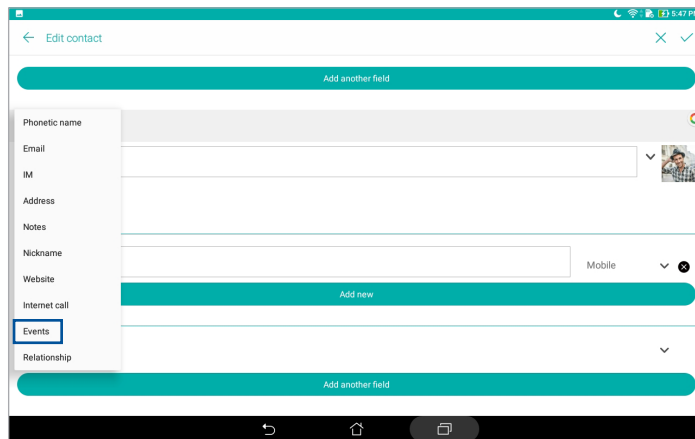 5:47 PM
Edit contact
Add another field
Phonetic name
Email
IM
Address
Notes
Nickname
Mobile
Website
Add new
Internet call
Events
Relationship
Add another field